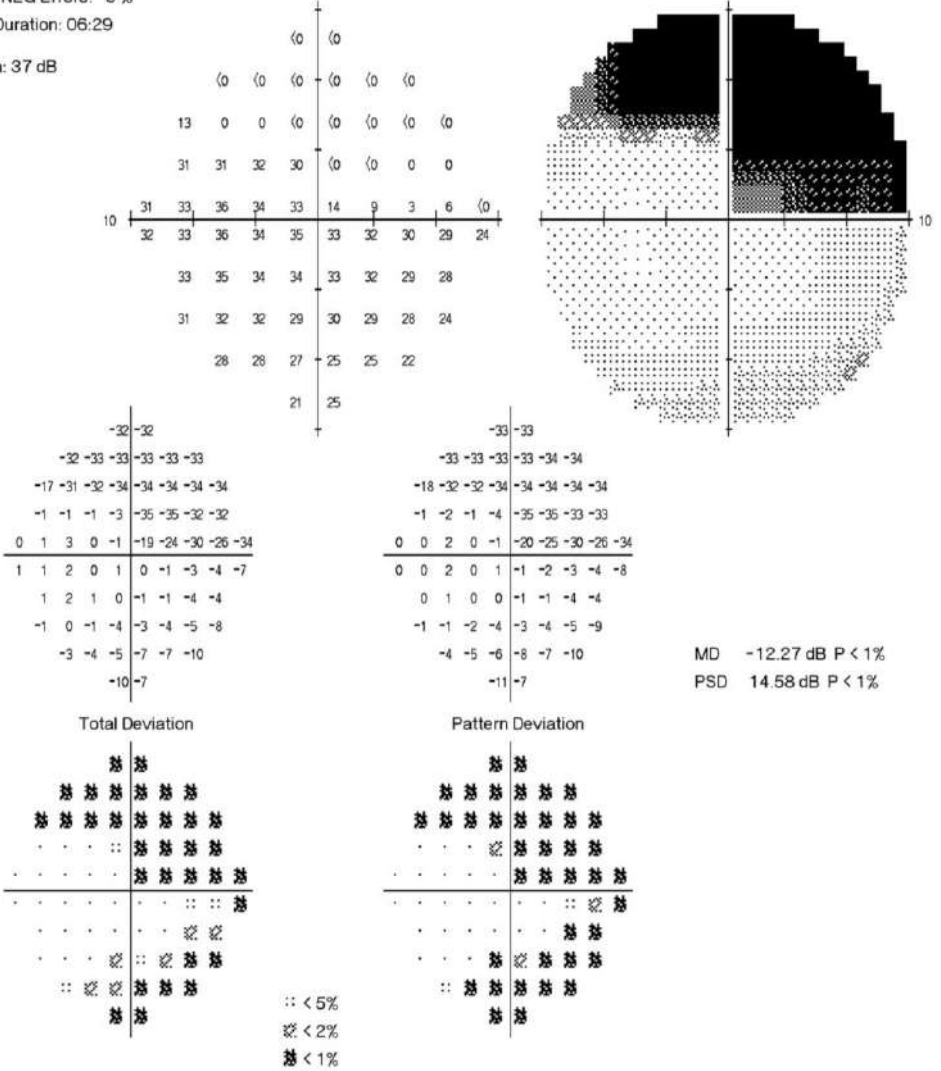 Duration: 06:29
: 37 dB
⟨0 ⟨0
⟨0 ⟨0 ⟨0 ⟨0 ⟨0 ⟨0
13 0 0 ⟨0 ⟨0 ⟨0 ⟨0 ⟨0
31 31 32 30 ⟨0 ⟨0 0 0
31 33 36 34 33 14 9 3 6 ⟨0
10 10
32 33 36 34 35 33 32 30 29 24
33 35 34 34 33 32 29 28
31 32 32 29 30 29 28 24
28 28 27 25 25 22
21 25
-32 -32
-32 -33 -33 -33 -33 -33
-17 -31 -32 -34 -34 -34 -34 -34
-1 -1 -1 -3 -35 -35 -32 -32
0 1 3 0 -1 -19 -24 -30 -26 -34
1 1 2 0 1 0 -1 -3 -4 -7
1 2 1 0 -1 -1 -4 -4
-1 0 -1 -4 -3 -4 -5 -8
-3 -4 -5 -7 -7 -10
-10 -7
Total Deviation
-33 -33
-33 -33 -33 -33 -34 -34
-18 -32 -32 -34 -34 -34 -34 -34
-1 -2 -1 -4 -35 -35 -33 -33
0 0 2 0 -1 -20 -25 -30 -26 -34
0 0 2 0 1 -1 -2 -3 -4 -8
0 1 0 0 -1 -1 -4 -4
-1 -1 -2 -4 -3 -4 -5 -9
-4 -5 -6 -8 -7 -10
-11 -7
Pattern Deviation
MD -12.27 dB P < 1%
PSD 14.58 dB P < 1%
< 5%
< 2%
< 1%